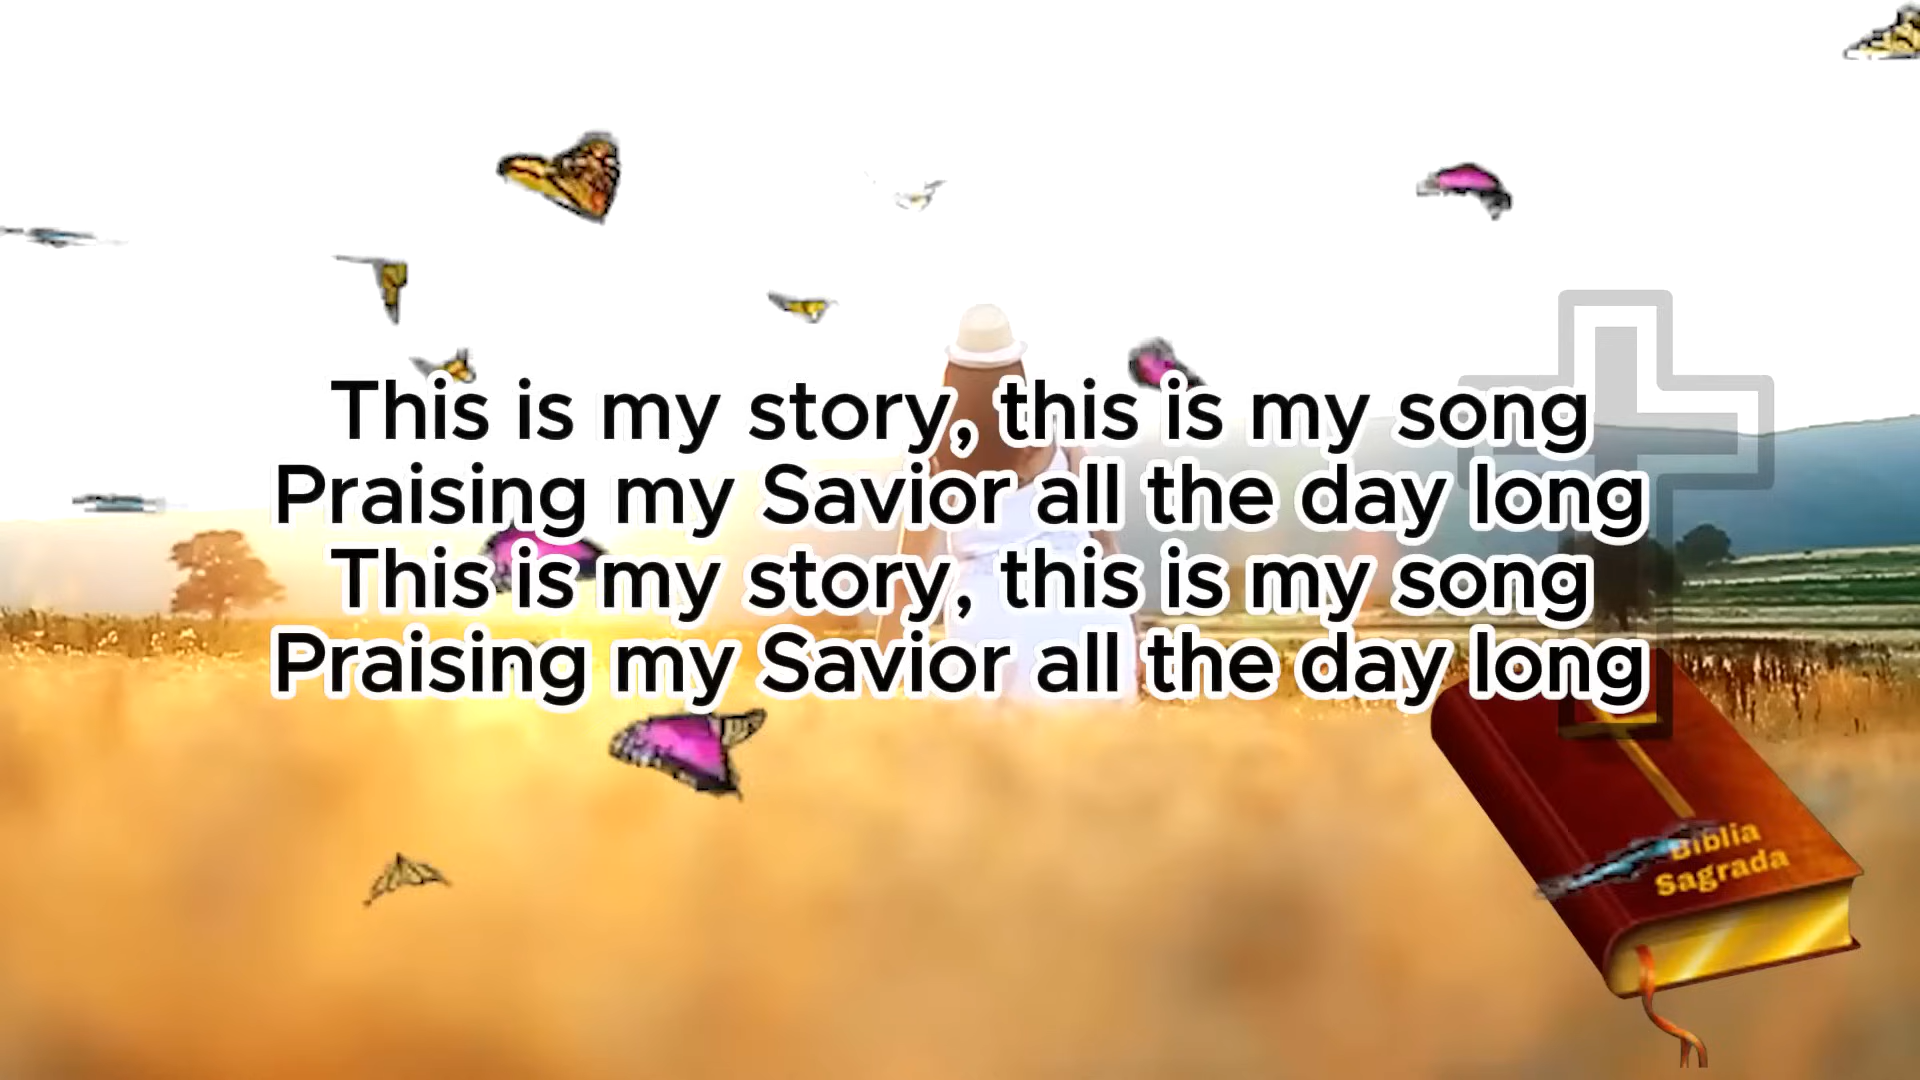 This is my story, this is my song
Praising my Savior all the day long
This is my story, this is my song
Praising my Savior all the day long
Biblia
Sagrada